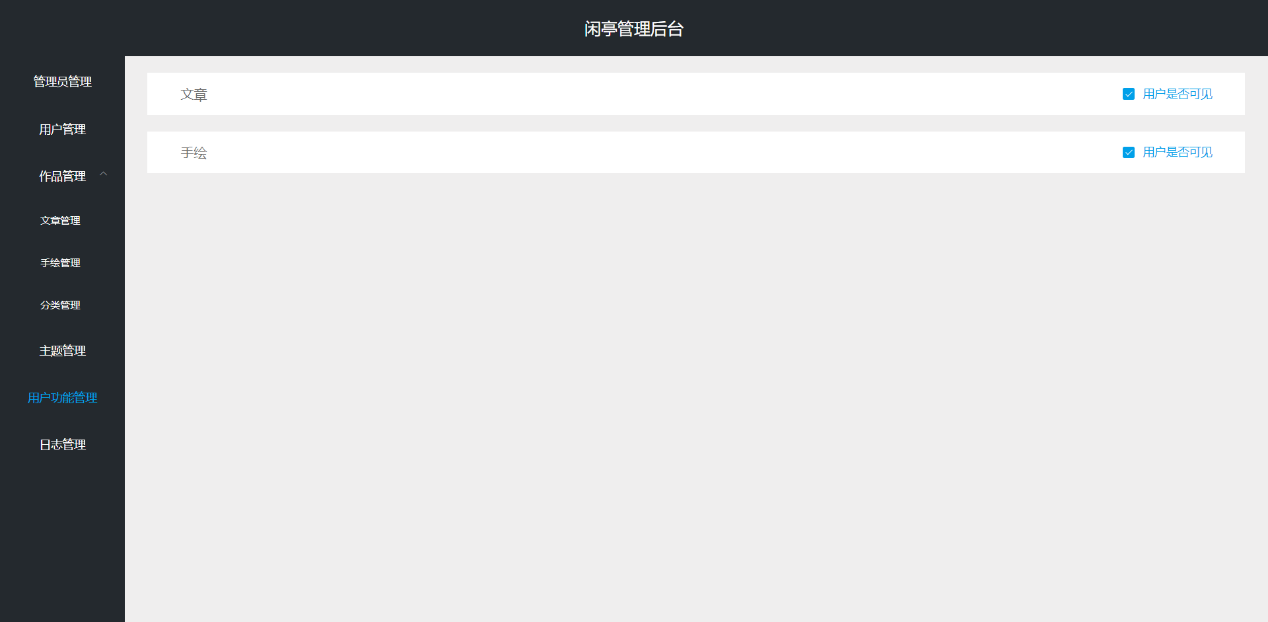 闲亭管理后台
管理员管理
用户管理
作品管理
文章管理
手绘管理
分类管理
主题管理
用户功能管理
日志管理
文章 用户是否可见
手绘 用户是否可见